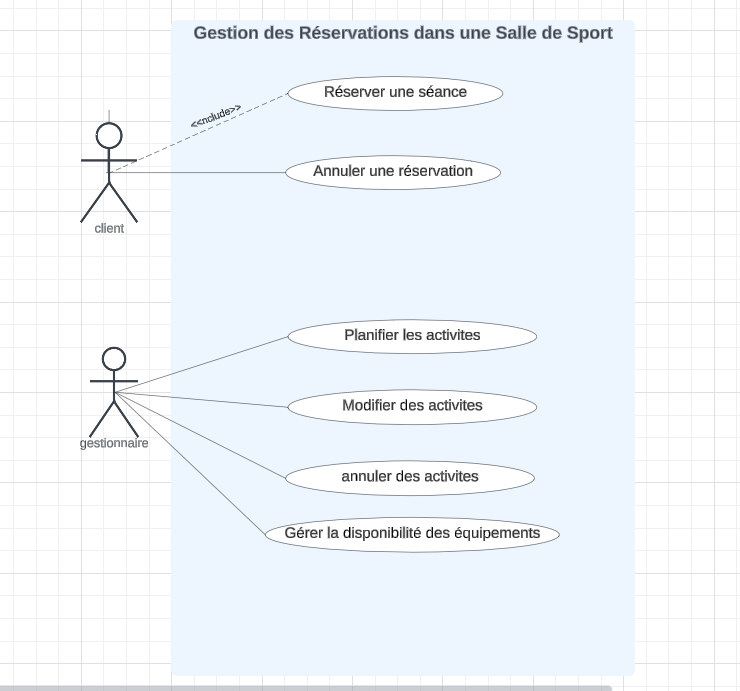 Gestion des Réservations dans une Salle de Sport
Réserver une séance
<<nclude>>
Annuler une réservation
client
Planifier les activites
Modifier des activites
gestionnaire
annuler des activites
Gérer la disponibilité des équipements